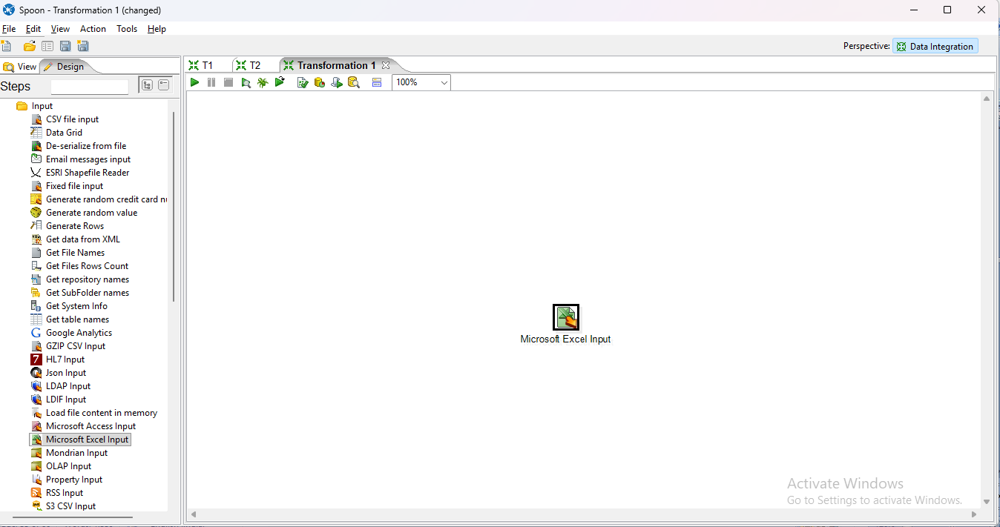 Spoon - Transformation 1 (changed)
File Edit View Action Tools Help
Perspective: Data Integration
View Design
T1 T2 Transformation 1
Steps
100%
Input
CSV file input
Data Grid
De-serialize from file
Email messages input
ESRI Shapefile Reader
Fixed file input
Generate random credit card nu
Generate random value
Generate Rows
Get data from XML
Get File Names
Get Files Rows Count
Get repository names
Get SubFolder names
Get System Info
Get table names
Google Analytics
GZIP CSV Input
HL7 Input
Json Input
LDAP Input
LDIF Input
Load file content in memory
Microsoft Access Input
Microsoft Excel Input
Mondrian Input
OLAP Input
Property Input
RSS Input
S3 CSV Input
Microsoft Excel Input
Activate Windows
Go to Settings to activate Windows.